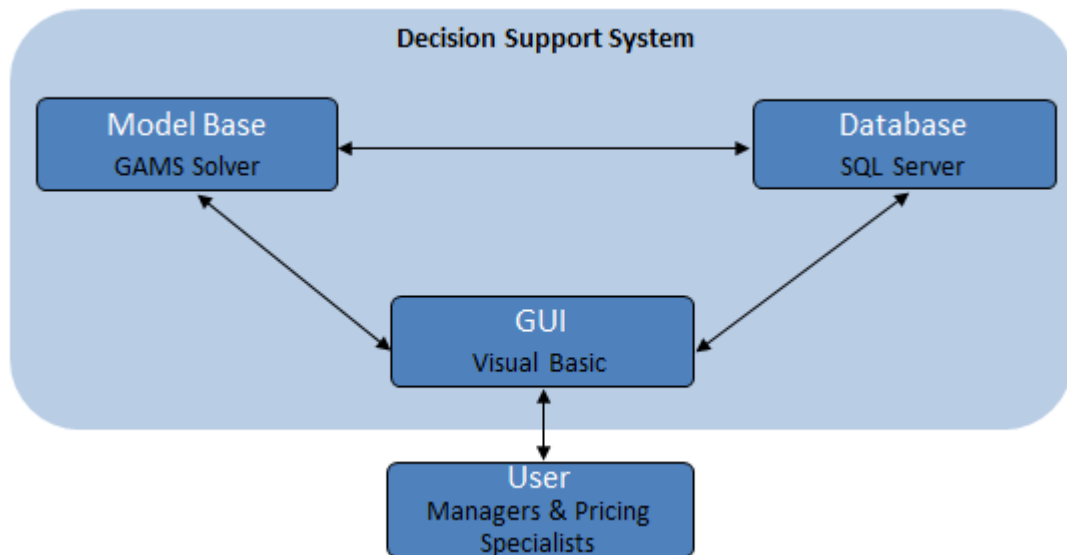 Decision Support System
Model Base
GAMS Solver
Database
SQL Server
GUI
Visual Basic
User
Managers & Pricing
Specialists